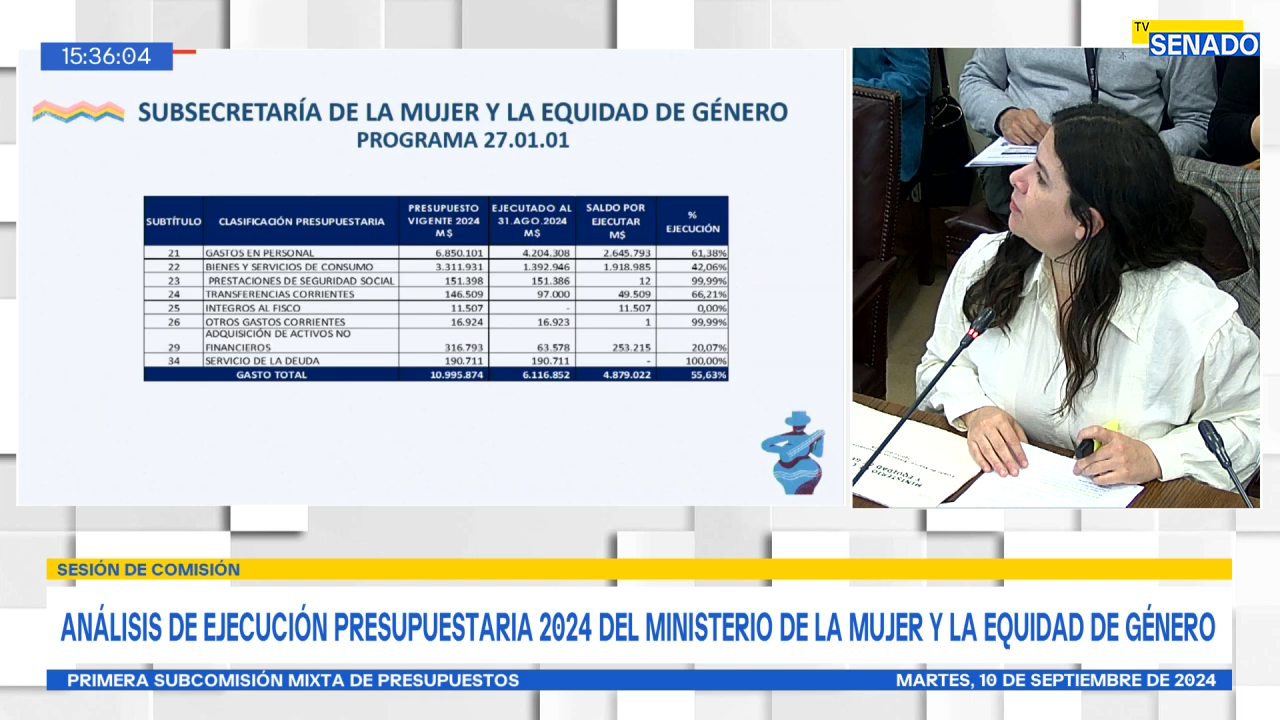 15:36:04
TV
SENADO
SUBSECRETARÍA DE LA MUJER Y LA EQUIDAD DE GÉNERO
PROGRAMA 27.01.01
SUBTÍTULO CLASIFICACIÓN PRESUPUESTARIA PRESUPUESTO VIGENTE 2024 M$ EJECUTADO AL 31.AGO.2024 M$ SALDO POR EJECUTAR M$ % EJECUCIÓN
21 GASTOS EN PERSONAL 6.850.101 4.204.308 2.645.793 61,38%
22 BIENES Y SERVICIOS DE CONSUMO 3.311.931 1.392.946 1.918.985 42,06%
23 PRESTACIONES DE SEGURIDAD SOCIAL 151.398 151.386 12 99,99%
24 TRANSFERENCIAS CORRIENTES 146.509 97.000 49.509 66,21%
25 INTEGROS AL FISCO 11.507 - 11.507 0,00%
26 OTROS GASTOS CORRIENTES 16.924 16.923 1 99,99%
ADQUISICIÓN DE ACTIVOS NO
29 FINANCIEROS 316.793 63.578 253.215 20,07%
34 SERVICIO DE LA DEUDA 190.711 190.711 - 100,00%
GASTO TOTAL 10.995.874 6.116.852 4.879.022 55,63%
SESIÓN DE COMISIÓN
ANÁLISIS DE EJECUCIÓN PRESUPUESTARIA 2024 DEL MINISTERIO DE LA MUJER Y LA EQUIDAD DE GÉNERO
PRIMERA SUBCOMISIÓN MIXTA DE PRESUPUESTOS
MARTES, 10 DE SEPTIEMBRE DE 2024